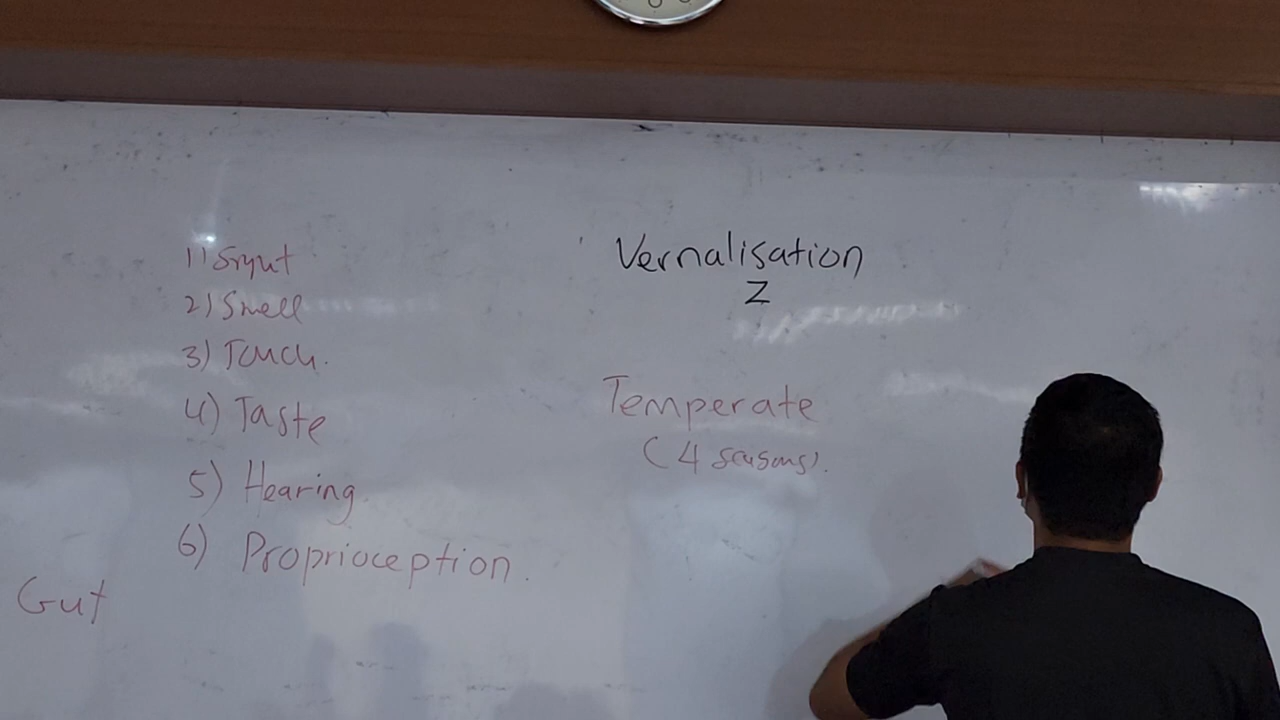 1) Sight
2) Smell
3) Touch.
4) Taste
5) Hearing.
6) Proprioception.
Gut
Vernalisation
Z
Temperate
(4 seasons).